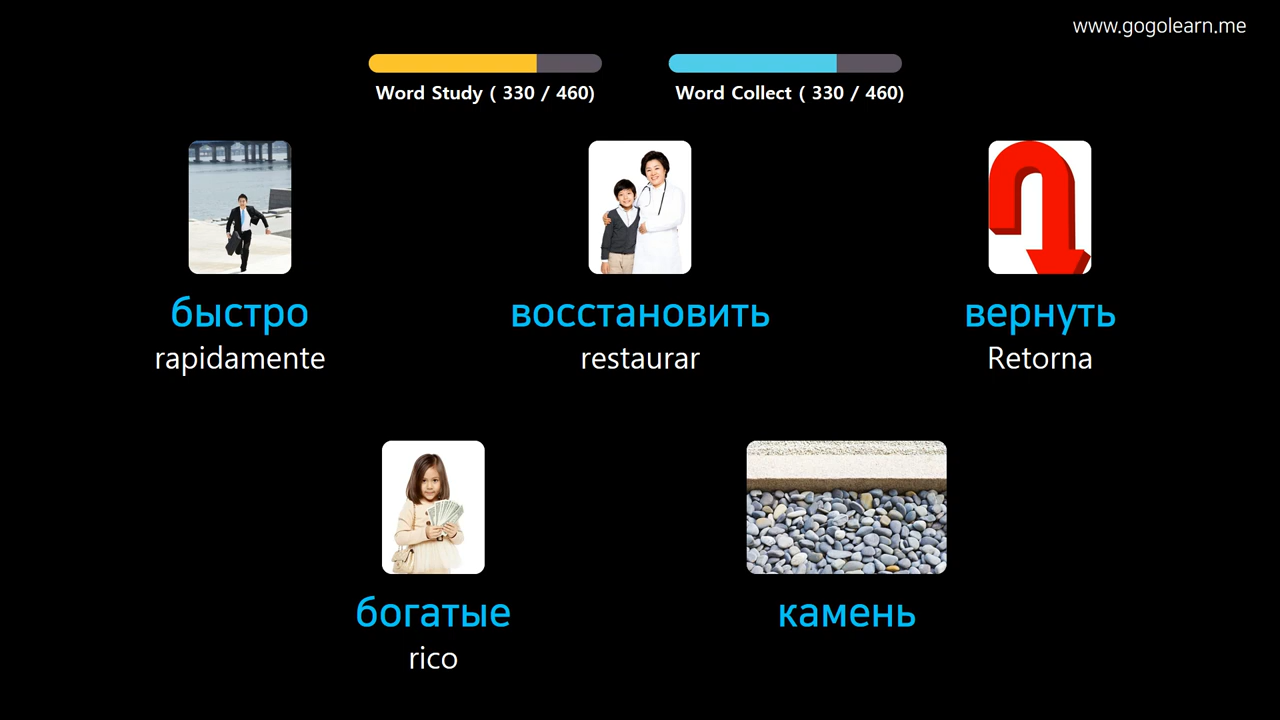 www.gogolearn.me
Word Study ( 330 / 460)
Word Collect ( 330 / 460)
быстро
rapidamente
восстановить
restaurar
вернуть
Retorna
богатые
rico
камень